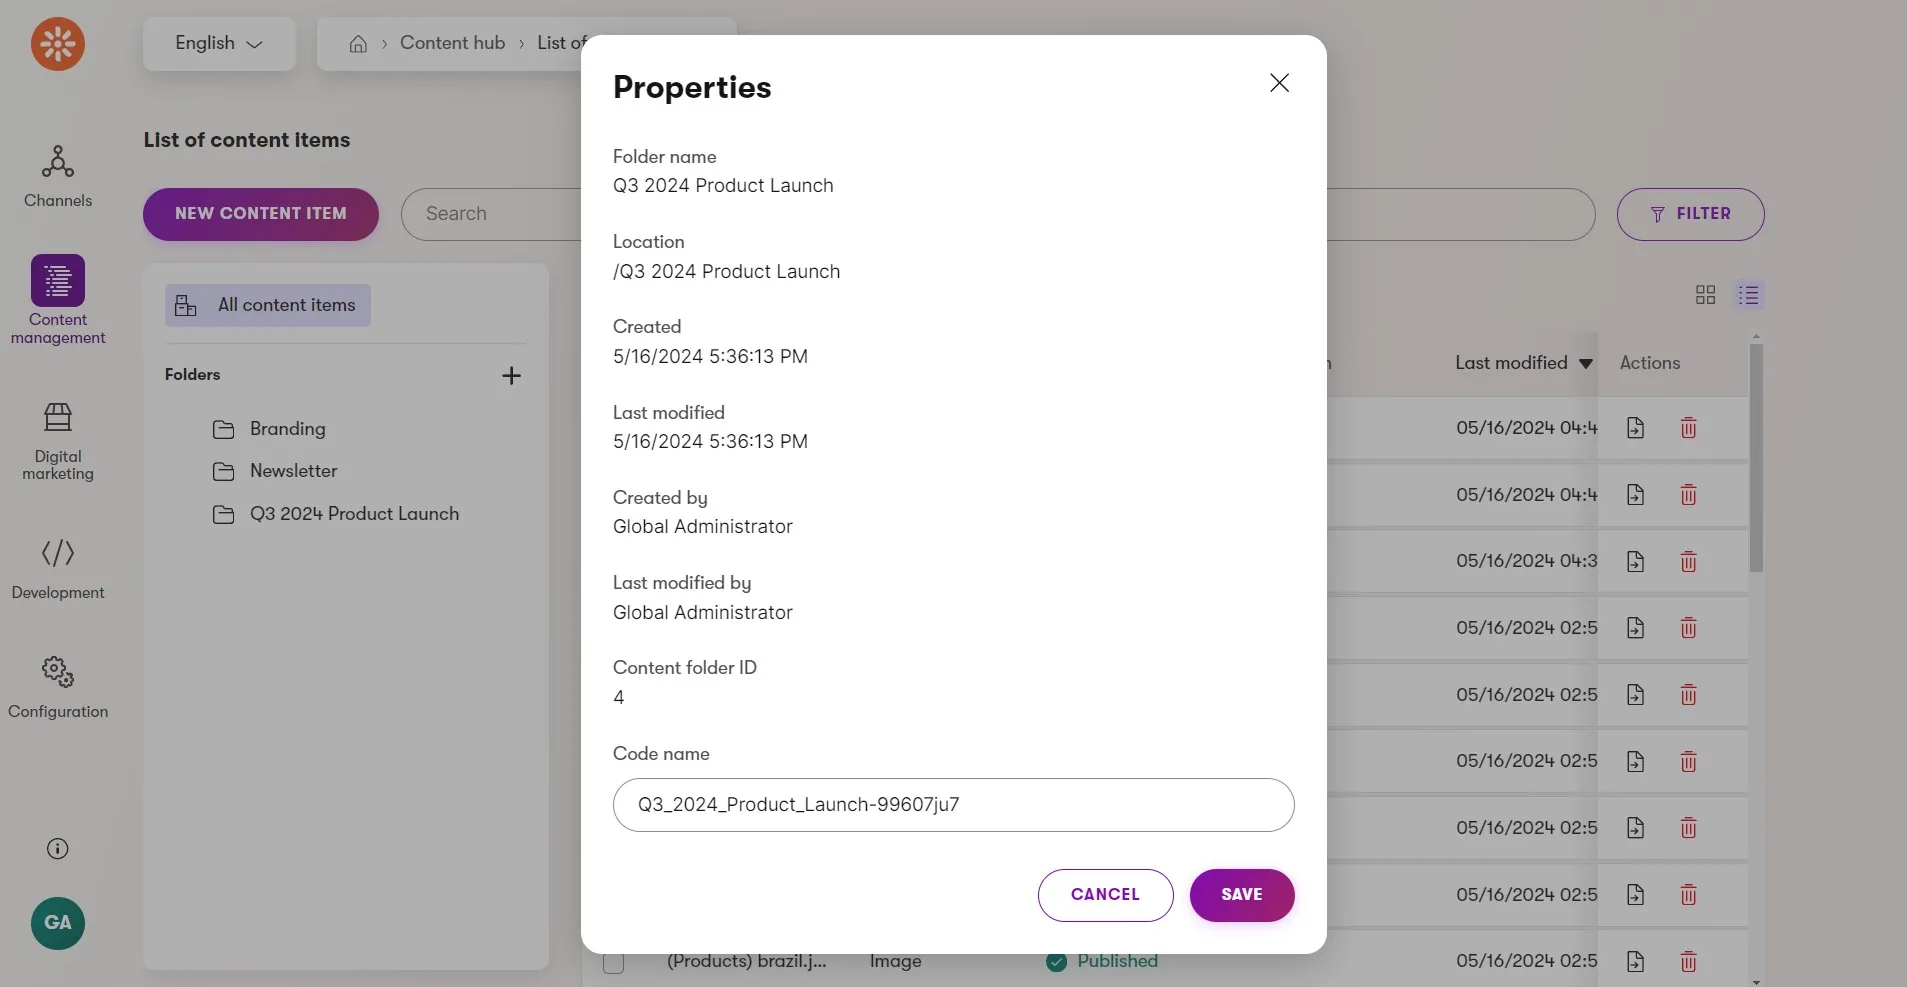 English
Content hub
List of
List of content items
NEW CONTENT ITEM
Search
FILTER
Channels
Content
management
Digital
marketing
Development
Configuration
GA
All content items
Folders
Branding
Newsletter
Q3 2024 Product Launch
Properties
Folder name
Q3 2024 Product Launch
Location
/Q3 2024 Product Launch
Created
5/16/2024 5:36:13 PM
Last modified
5/16/2024 5:36:13 PM
Created by
Global Administrator
Last modified by
Global Administrator
Content folder ID
4
Code name
Q3_2024_Product_Launch-99607ju7
CANCEL
SAVE
Last modified
Actions
05/16/2024 04:4
05/16/2024 04:4
05/16/2024 04:3
05/16/2024 02:5
05/16/2024 02:5
05/16/2024 02:5
05/16/2024 02:5
05/16/2024 02:5
(Products) brazil.j... Image Published 05/16/2024 02:5